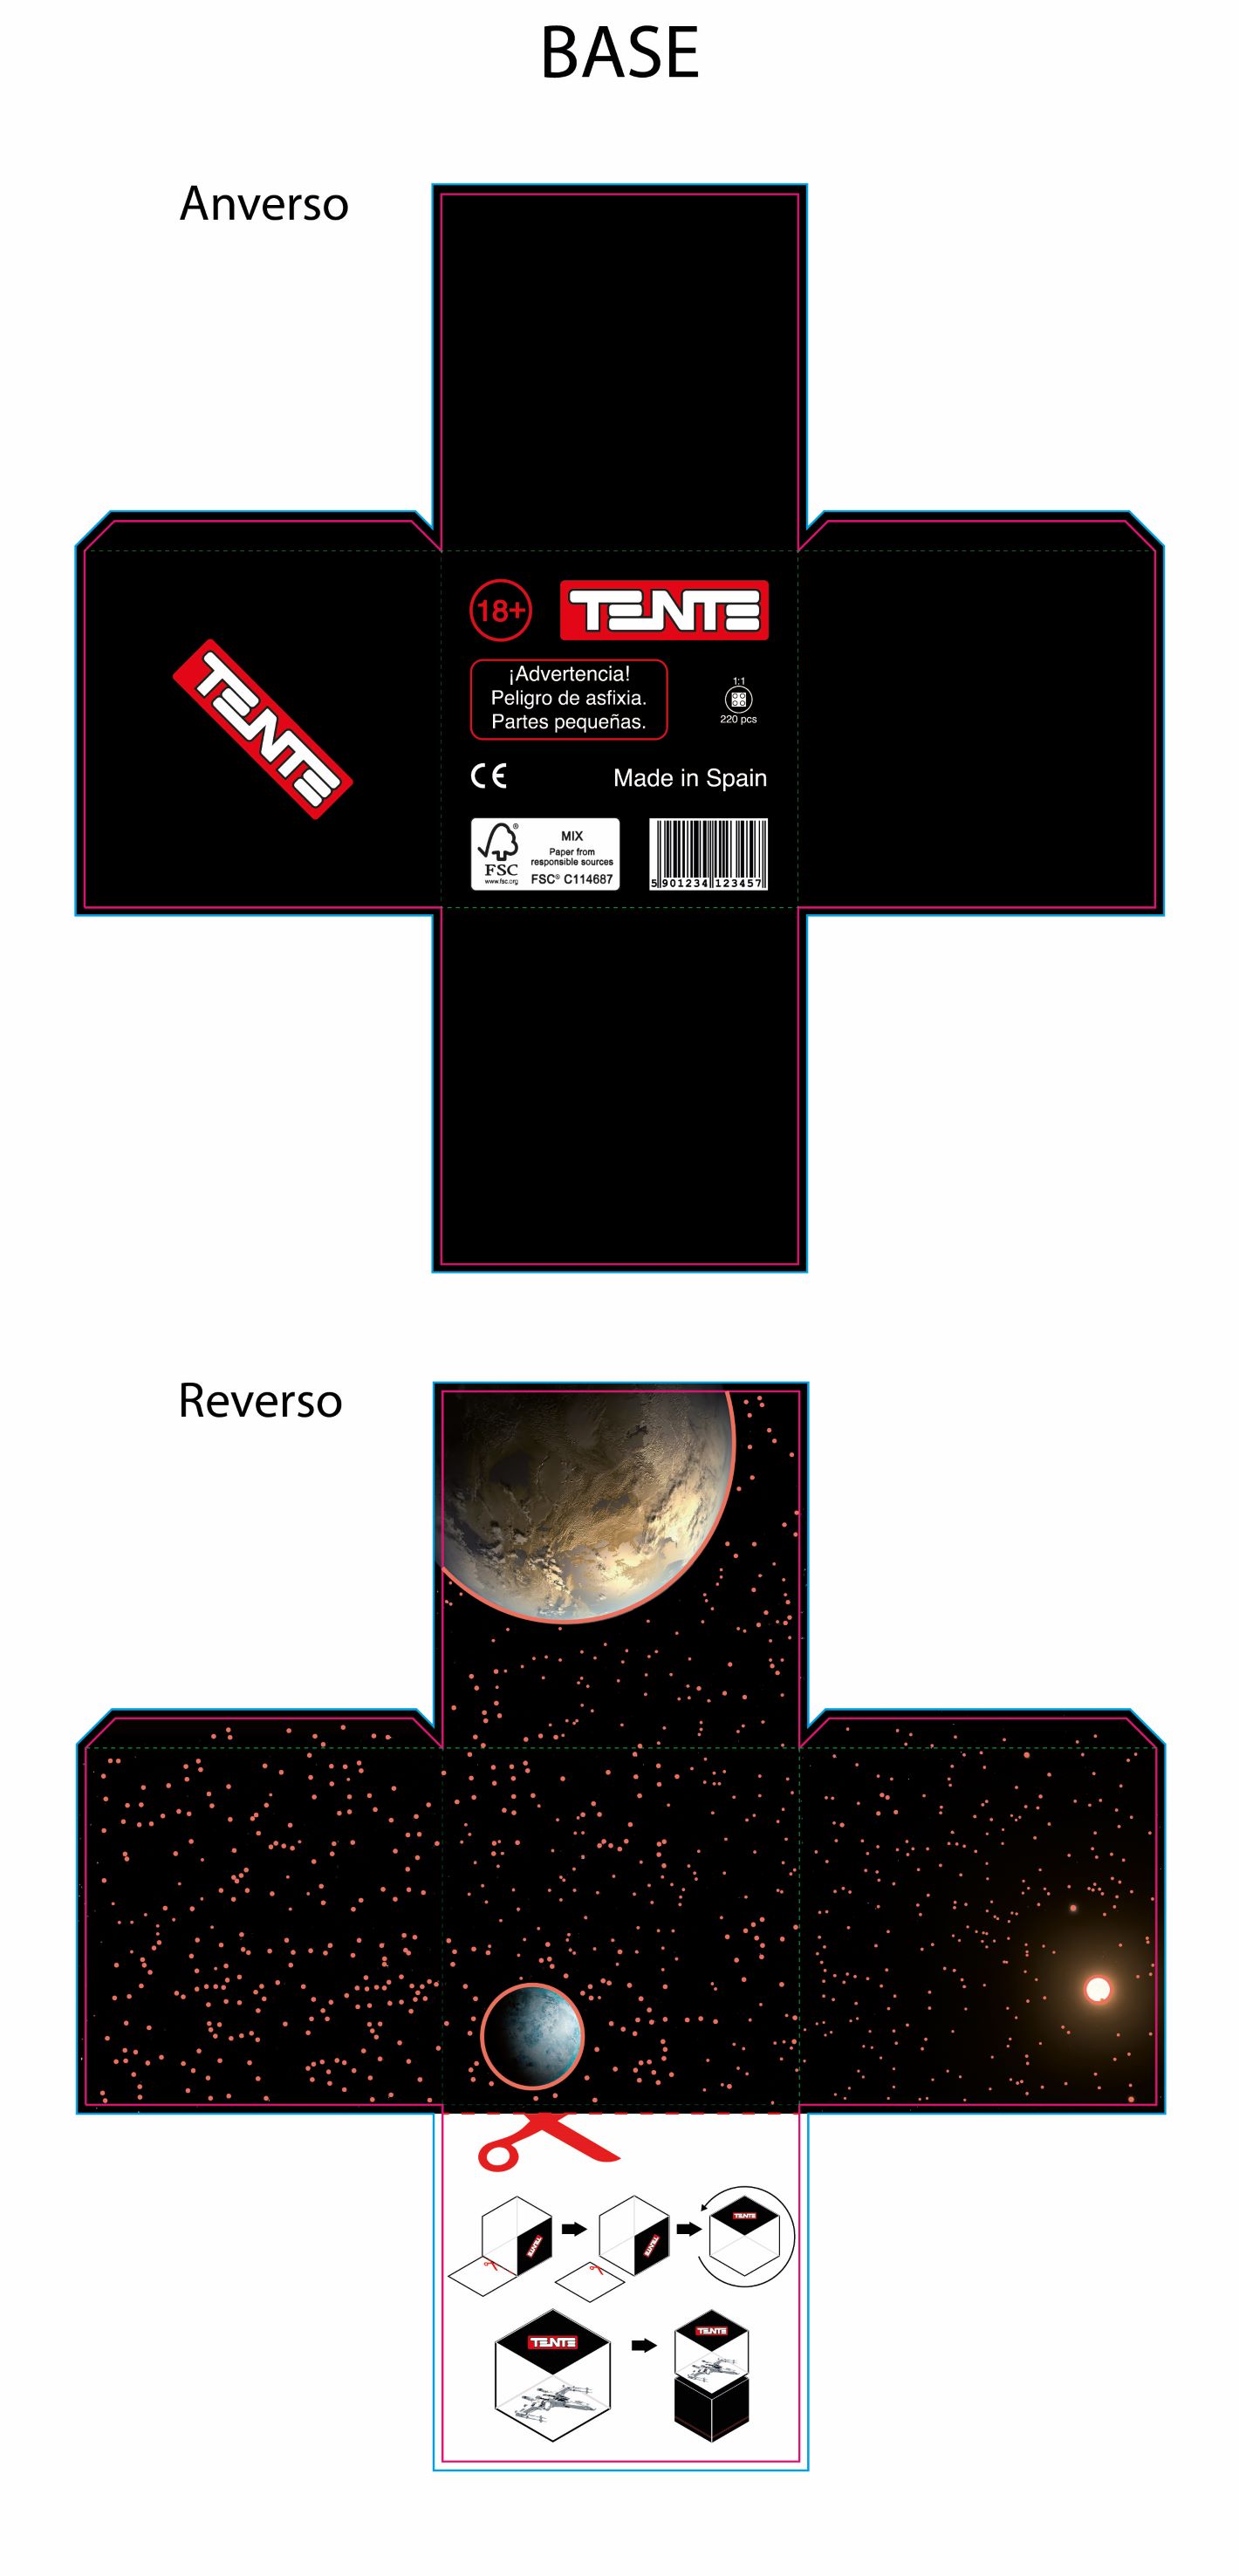 BASE
Anverso
18+
TENTE
¡Advertencia!
Peligro de asfixia.
Partes pequeñas.
1:1
220 pcs
TENTE
CE
Made in Spain
FSC®
www.fsc.org
MIX
Paper from
responsible sources
FSC® C114687
5 901234 123457
Reverso
TENTE
TENTE
TENTE
TENTE
TENTE